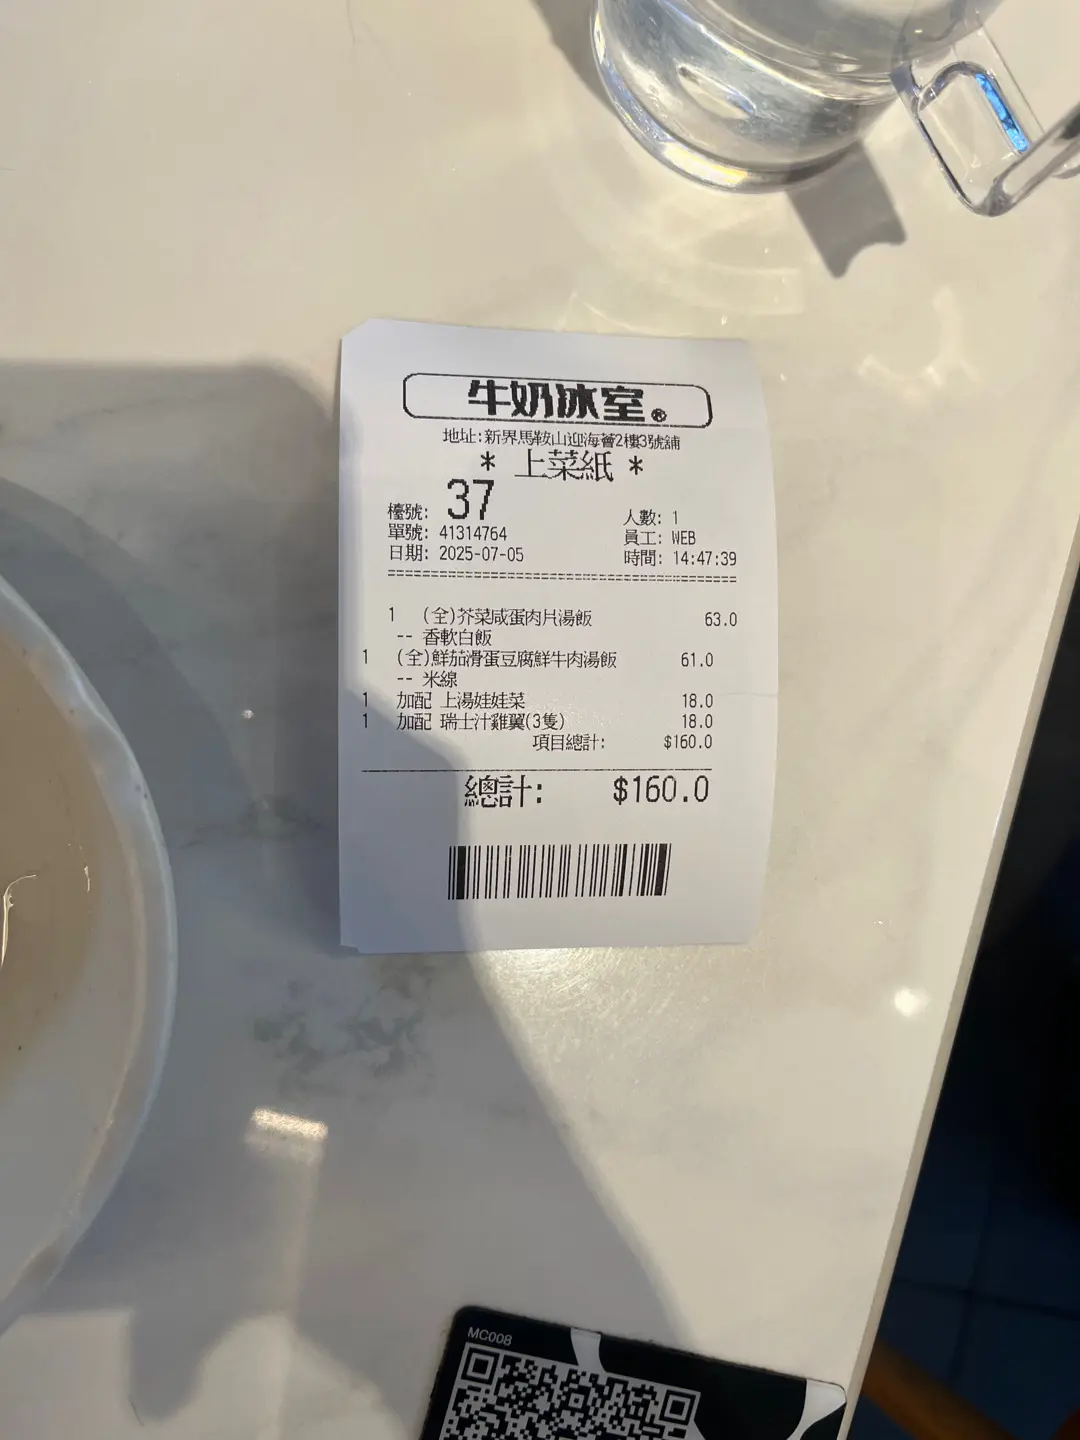 牛奶冰室®
地址:新界馬鞍山迎海薈2樓3號舖
* 上菜紙 *
檯號: 37
人數: 1
單號: 41314764
員工: WEB
日期: 2025-07-05
時間: 14:47:39
================================================
1 (全)芥菜咸蛋肉片湯飯 63.0
-- 香軟白飯
1 (全)鮮茄滑蛋豆腐鮮牛肉湯飯 61.0
-- 米線
1 加配 上湯娃娃菜 18.0
1 加配 瑞士汁雞翼(3隻) 18.0
項目總計: $160.0
總計: $160.0
MC008